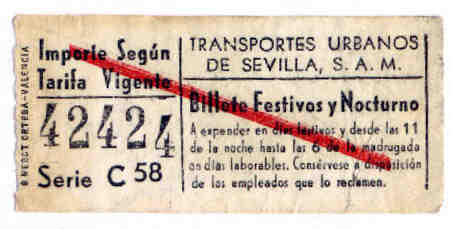 Importe Según
Tarifa Vigente
42424
Serie C 58
TRANSPORTES URBANOS
DE SEVILLA, S. A. M.
Billete Festivos y Nocturno
A expender en días festivos y desde las 11
de la noche hasta las 6 de la madrugada
en días laborables. Consérvese a disposición
de los empleados que lo reclamen.
ORTEGA-VALENCIA